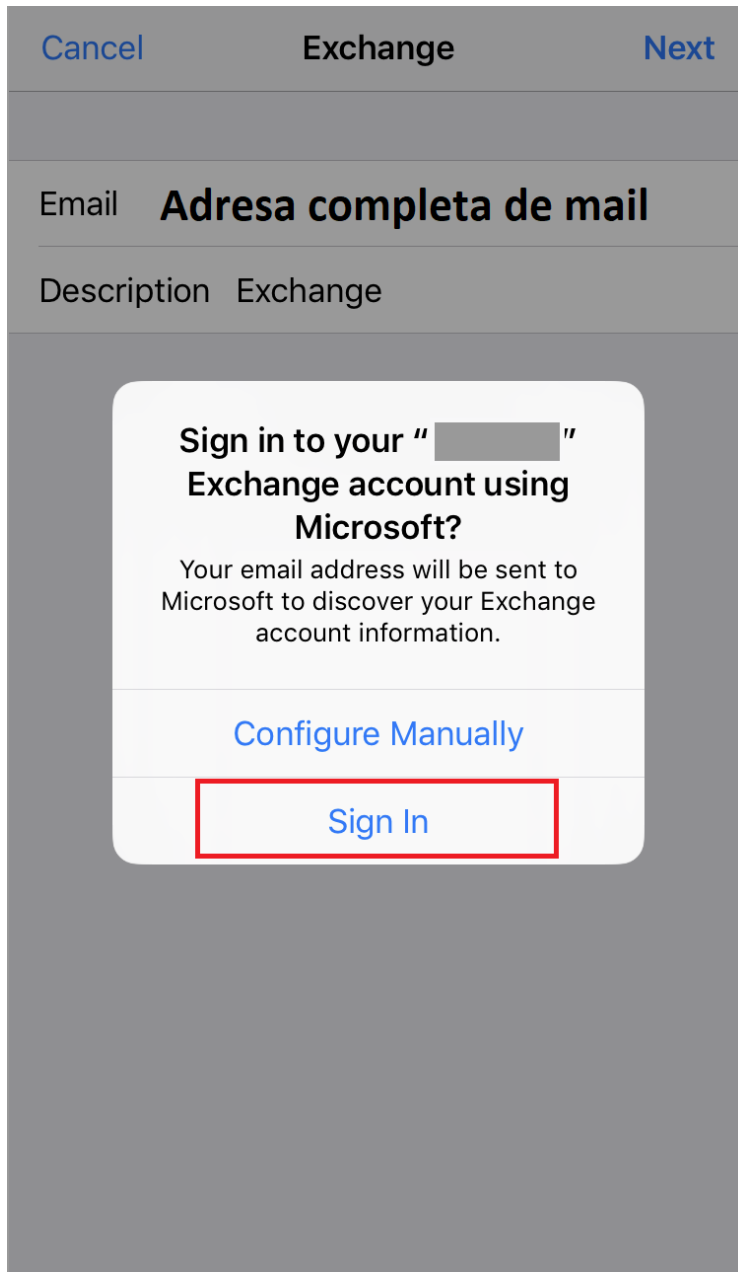 Cancel Exchange Next
Email Adresa completa de mail
Description Exchange
Sign in to your “ ”
Exchange account using
Microsoft?
Your email address will be sent to
Microsoft to discover your Exchange
account information.
Configure Manually
Sign In